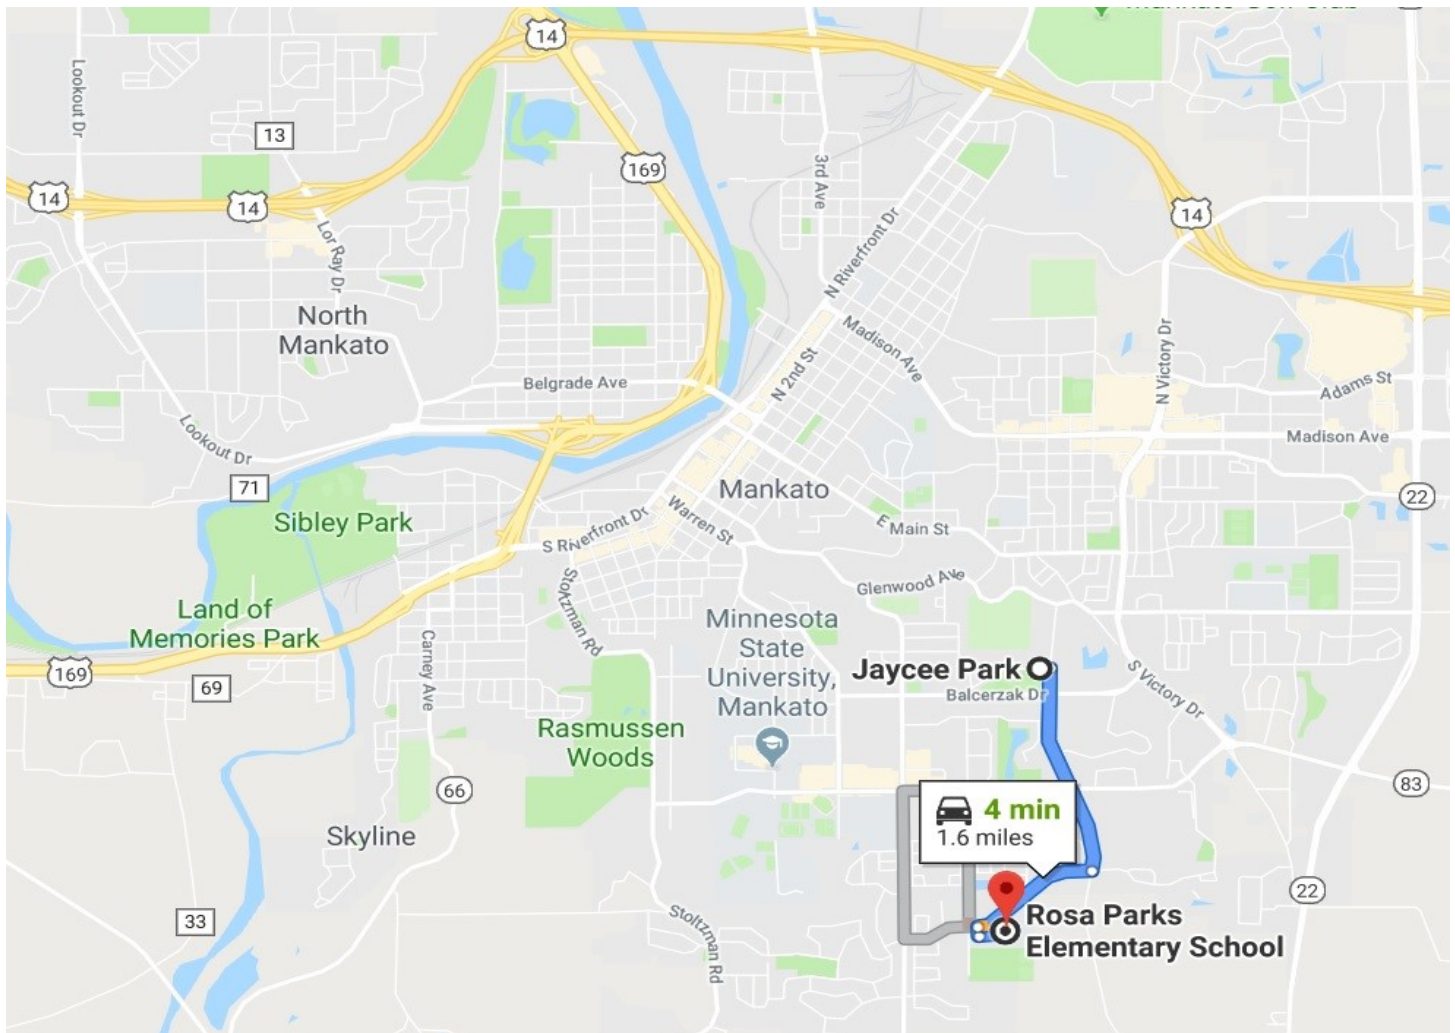 14
Lookout Dr
13
169
3rd Ave
14
14
14
Lor Ray Dr
N Riverfront Dr
North
Mankato
Madison Ave
N Victory Dr
N 2nd St
Belgrade Ave
Adams St
Lookout Dr
Madison Ave
71
Mankato
22
Sibley Park
Warren St
E Main St
S Riverfront Dr
Stoltzman Rd
Glenwood Ave
Land of
Memories Park
Minnesota
State
University,
Mankato
Carney Ave
169
69
Jaycee Park
Balcerzak Dr
S Victory Dr
Rasmussen
Woods
66
83
4 min
1.6 miles
Skyline
22
33
Stoltzman Rd
Rosa Parks
Elementary School